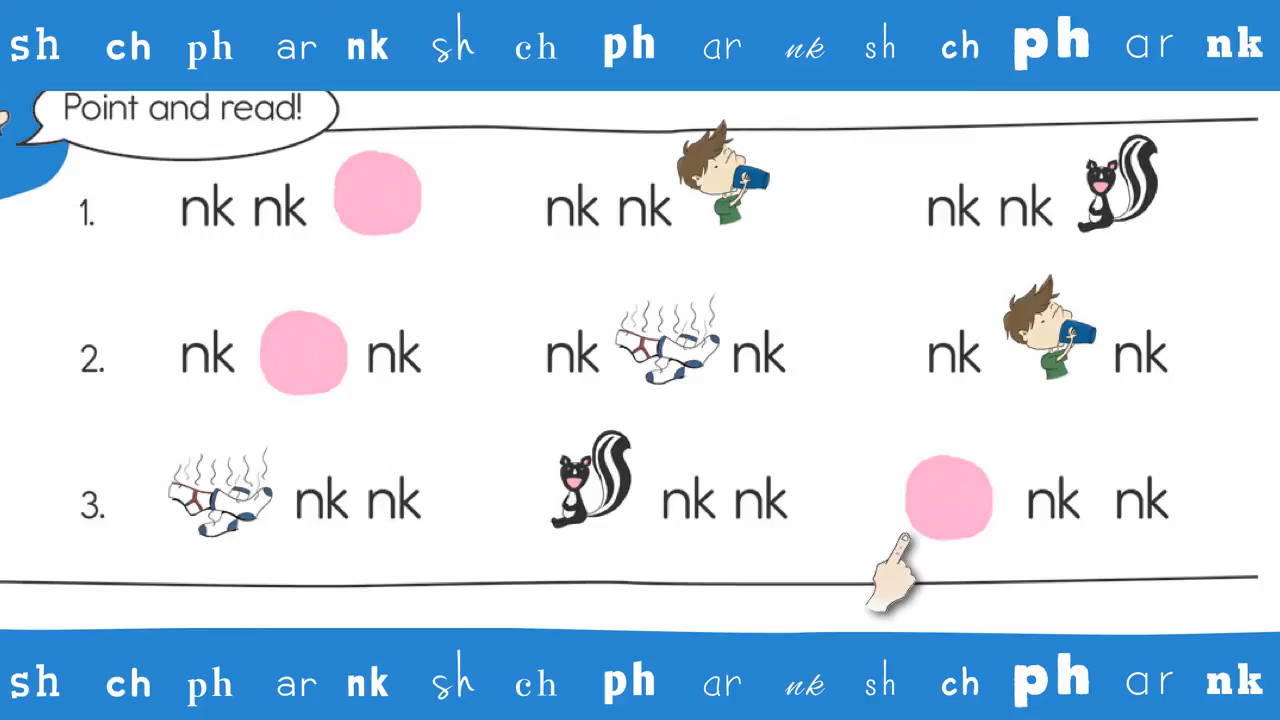 sh ch ph ar nk sh ch ph ar nk sh ch ph ar nk
Point and read!
1. nk nk nk nk nk nk
2. nk nk nk nk nk nk
3. nk nk nk nk nk nk
sh ch ph ar nk sh ch ph ar nk sh ch ph ar nk